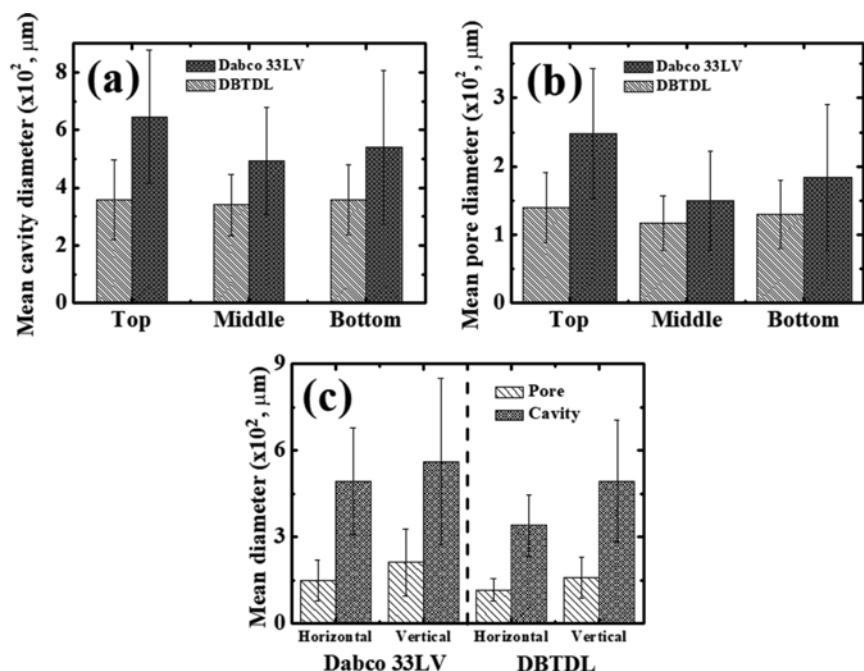 (a)
Dabco 33LV
DBTDL
Mean cavity diameter (x10², μm)
8
6
4
2
0
Top Middle Bottom
(b)
Dabco 33LV
DBTDL
Mean pore diameter (x10², μm)
3
2
1
0
Top Middle Bottom
(c)
Pore
Cavity
Mean diameter (x10², μm)
9
6
3
0
Horizontal Vertical Horizontal Vertical
Dabco 33LV DBTDL